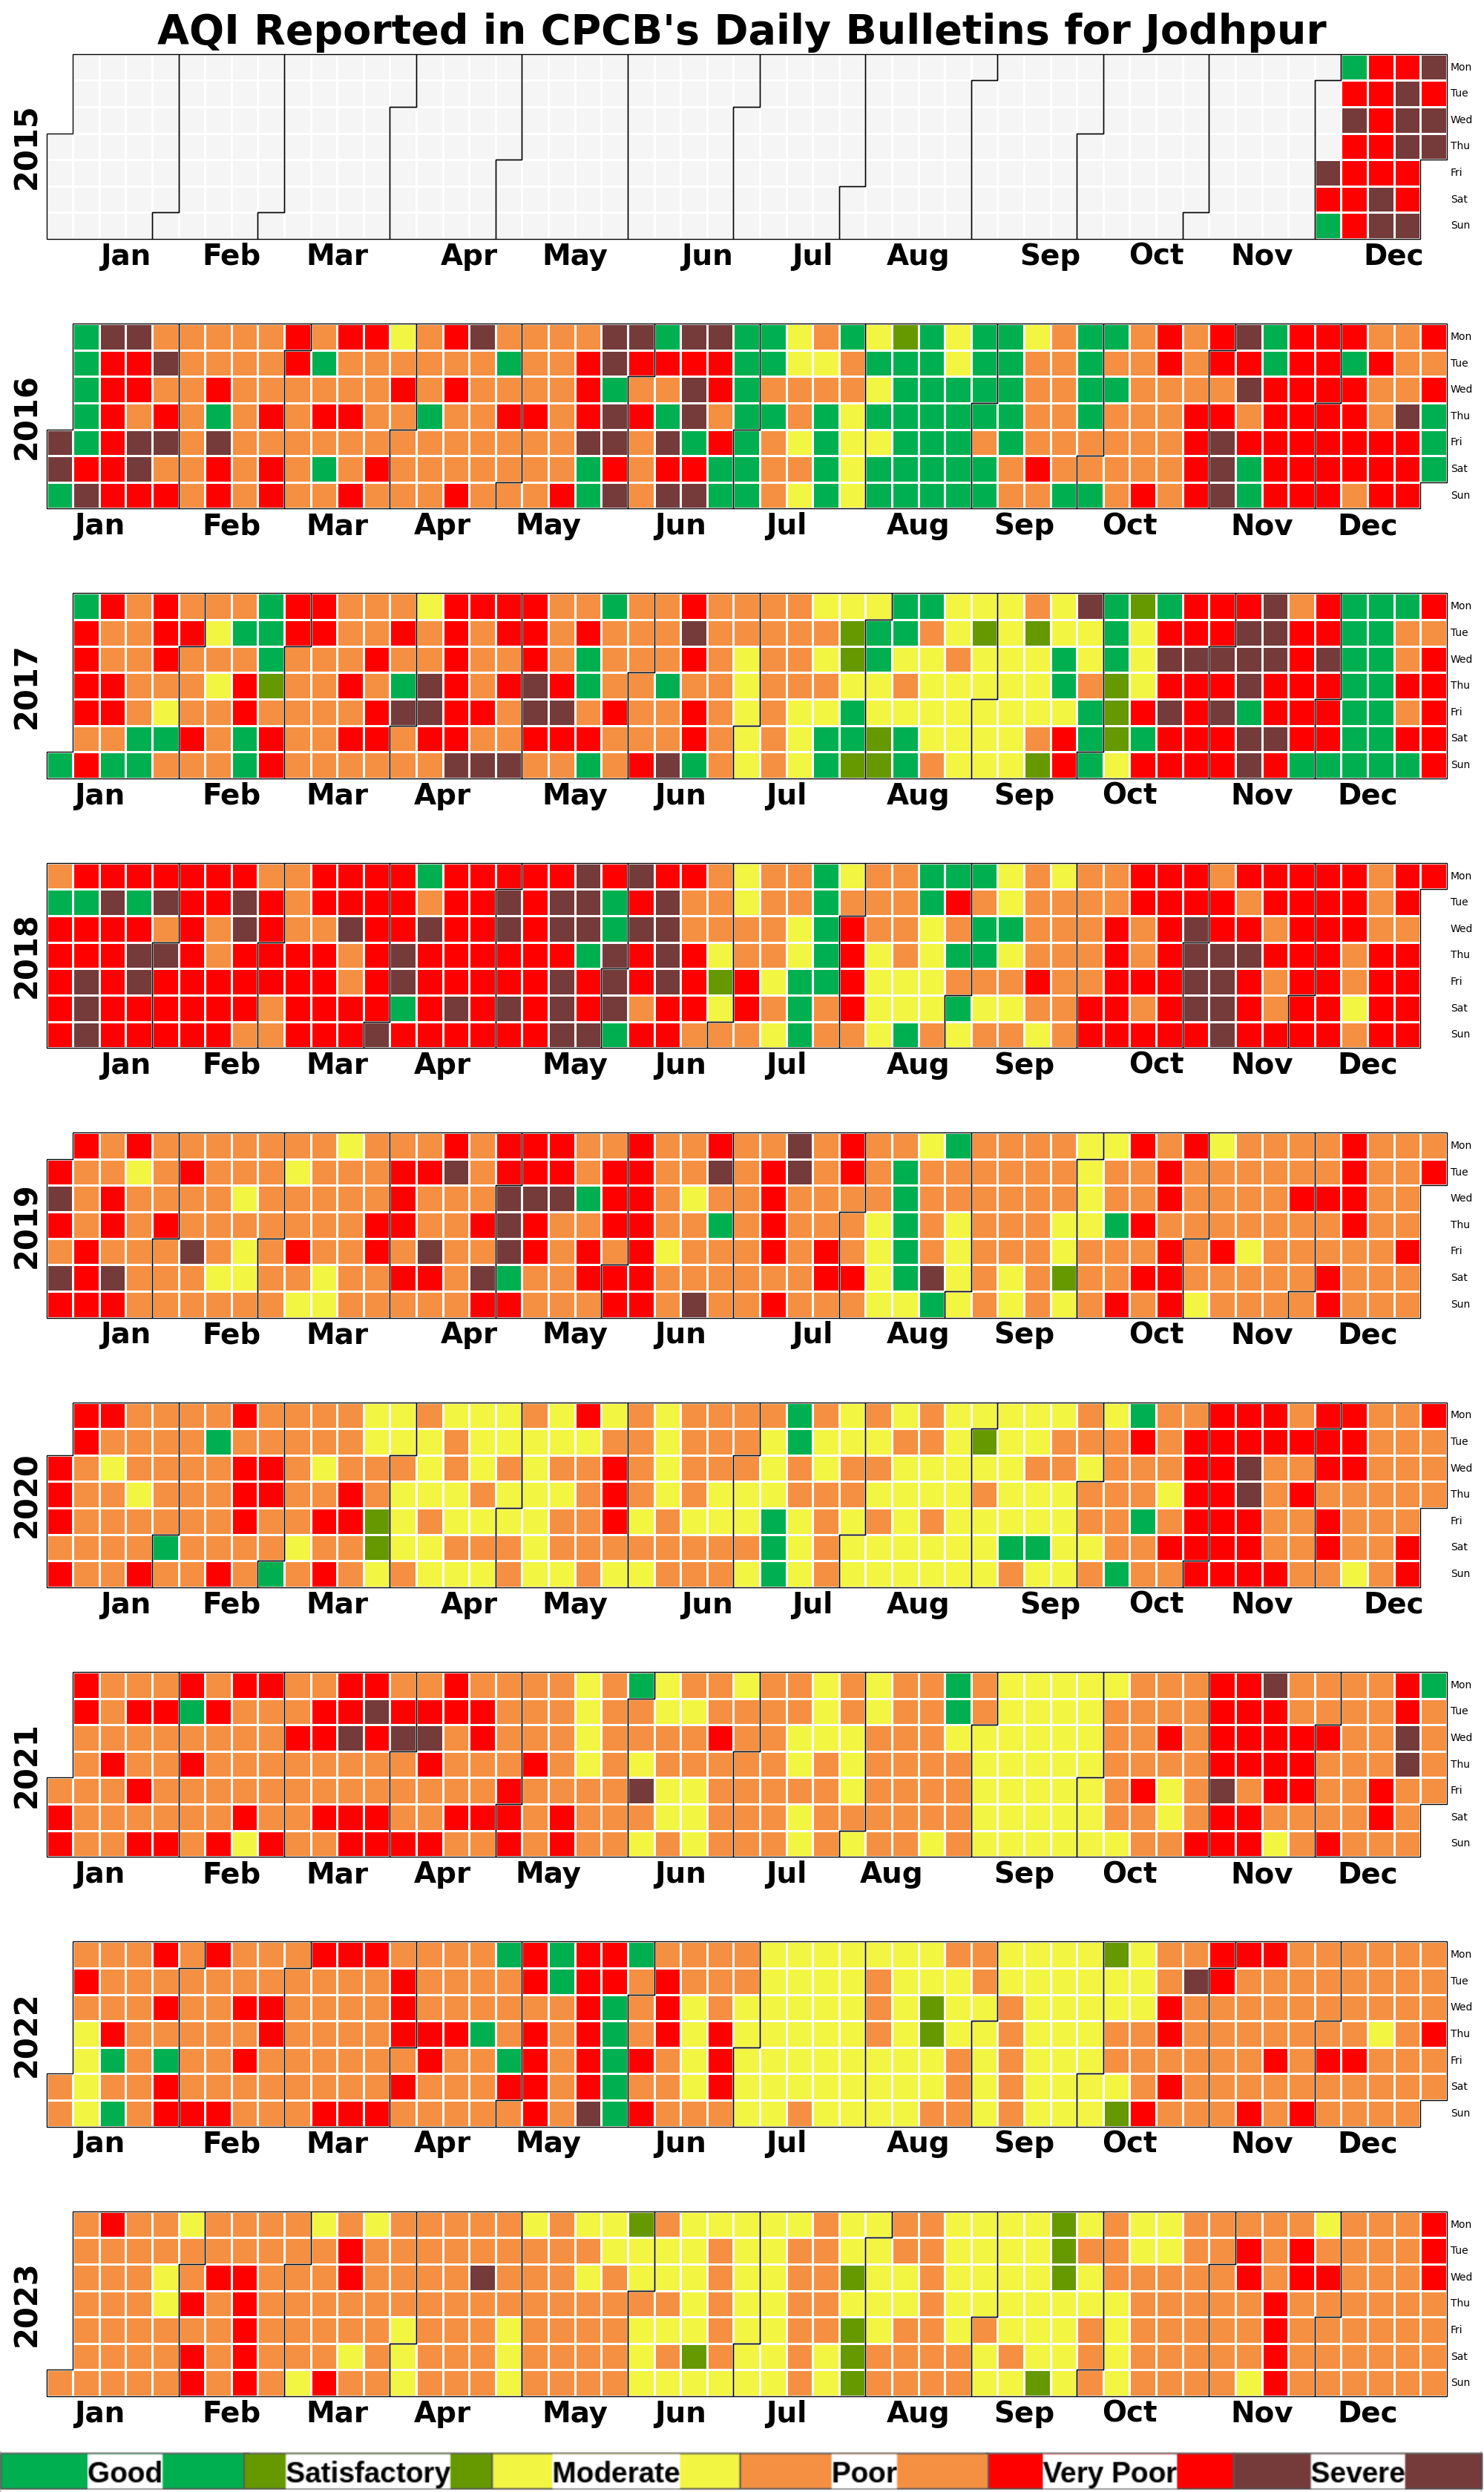 AQI Reported in CPCB's Daily Bulletins for Jodhpur
2015
Mon
Tue
Wed
Thu
Fri
Sat
Sun
Jan Feb Mar Apr May Jun Jul Aug Sep Oct Nov Dec
2016
Mon
Tue
Wed
Thu
Fri
Sat
Sun
Jan Feb Mar Apr May Jun Jul Aug Sep Oct Nov Dec
2017
Mon
Tue
Wed
Thu
Fri
Sat
Sun
Jan Feb Mar Apr May Jun Jul Aug Sep Oct Nov Dec
2018
Mon
Tue
Wed
Thu
Fri
Sat
Sun
Jan Feb Mar Apr May Jun Jul Aug Sep Oct Nov Dec
2019
Mon
Tue
Wed
Thu
Fri
Sat
Sun
Jan Feb Mar Apr May Jun Jul Aug Sep Oct Nov Dec
2020
Mon
Tue
Wed
Thu
Fri
Sat
Sun
Jan Feb Mar Apr May Jun Jul Aug Sep Oct Nov Dec
2021
Mon
Tue
Wed
Thu
Fri
Sat
Sun
Jan Feb Mar Apr May Jun Jul Aug Sep Oct Nov Dec
2022
Mon
Tue
Wed
Thu
Fri
Sat
Sun
Jan Feb Mar Apr May Jun Jul Aug Sep Oct Nov Dec
2023
Mon
Tue
Wed
Thu
Fri
Sat
Sun
Jan Feb Mar Apr May Jun Jul Aug Sep Oct Nov Dec
Good Satisfactory Moderate Poor Very Poor Severe